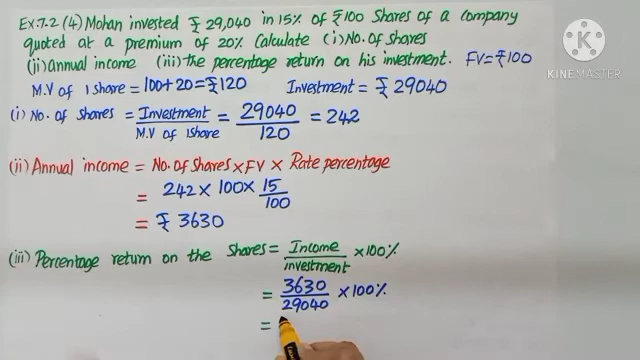 Ex.7.2 (4) Mohan invested ₹ 29,040 in 15% of ₹100 Shares of a company
quoted at a premium of 20% Calculate (i) No. of shares
(ii) annual income (iii) the percentage return on his investment. FV=₹100
M.V of 1 share = 100+20=₹120 Investment = ₹ 29040
(i) No. of shares = Investment/M.V of 1share = 29040/120 = 242
(ii) Annual income = No. of Shares × FV × Rate percentage
= 242 × 100 × 15/100
= ₹ 3630
(iii) Percentage return on the shares = Income/investment ×100%
= 3630/29040 ×100%
=
KINEMASTER